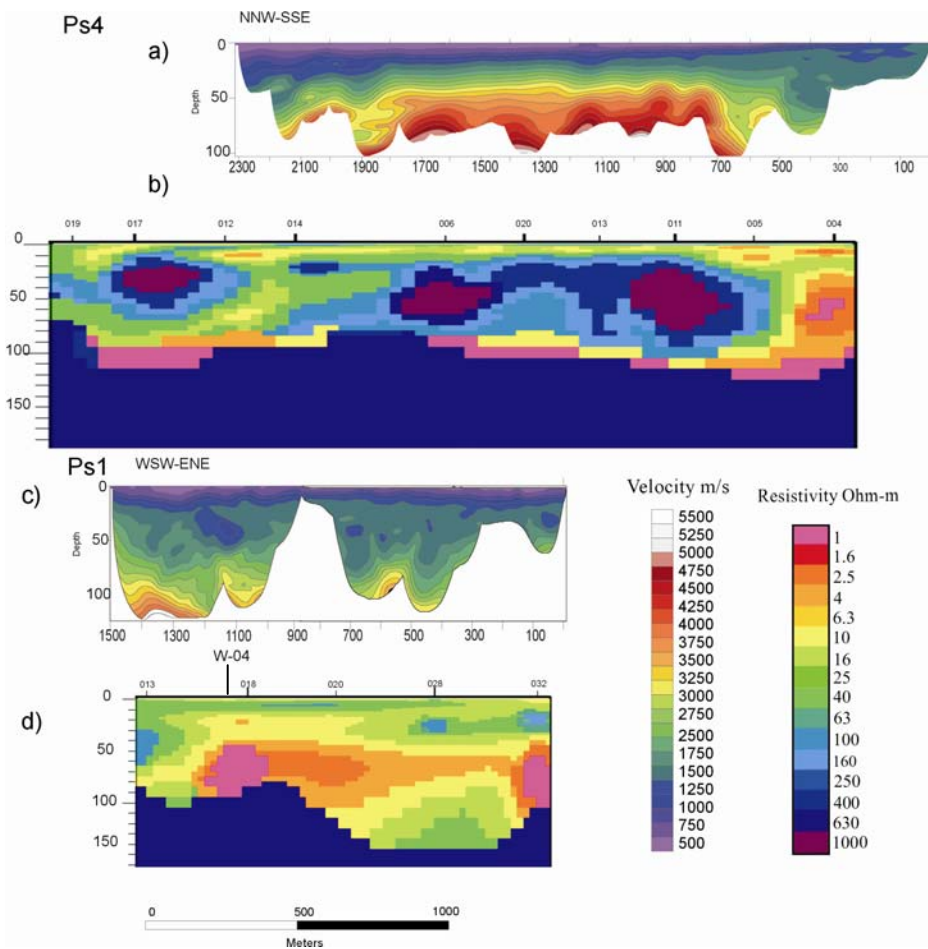 Ps4
NNW-SSE
a)
0
50
100
Depth
2300 2100 1900 1700 1500 1300 1100 900 700 500 300 100
b)
019 017 012 014 006 020 013 011 005 004
0
50
100
150
Ps1
WSW-ENE
c)
0
50
100
Depth
1500 1300 1100 900 700 500 300 100
W-04
d)
013 018 020 028 032
0
50
100
150
Velocity m/s
5500
5250
5000
4750
4500
4250
4000
3750
3500
3250
3000
2750
2500
1750
1500
1250
1000
750
500
Resistivity Ohm-m
1
1.6
2.5
4
6.3
10
16
25
40
63
100
160
250
400
630
1000
0 500 1000
Meters